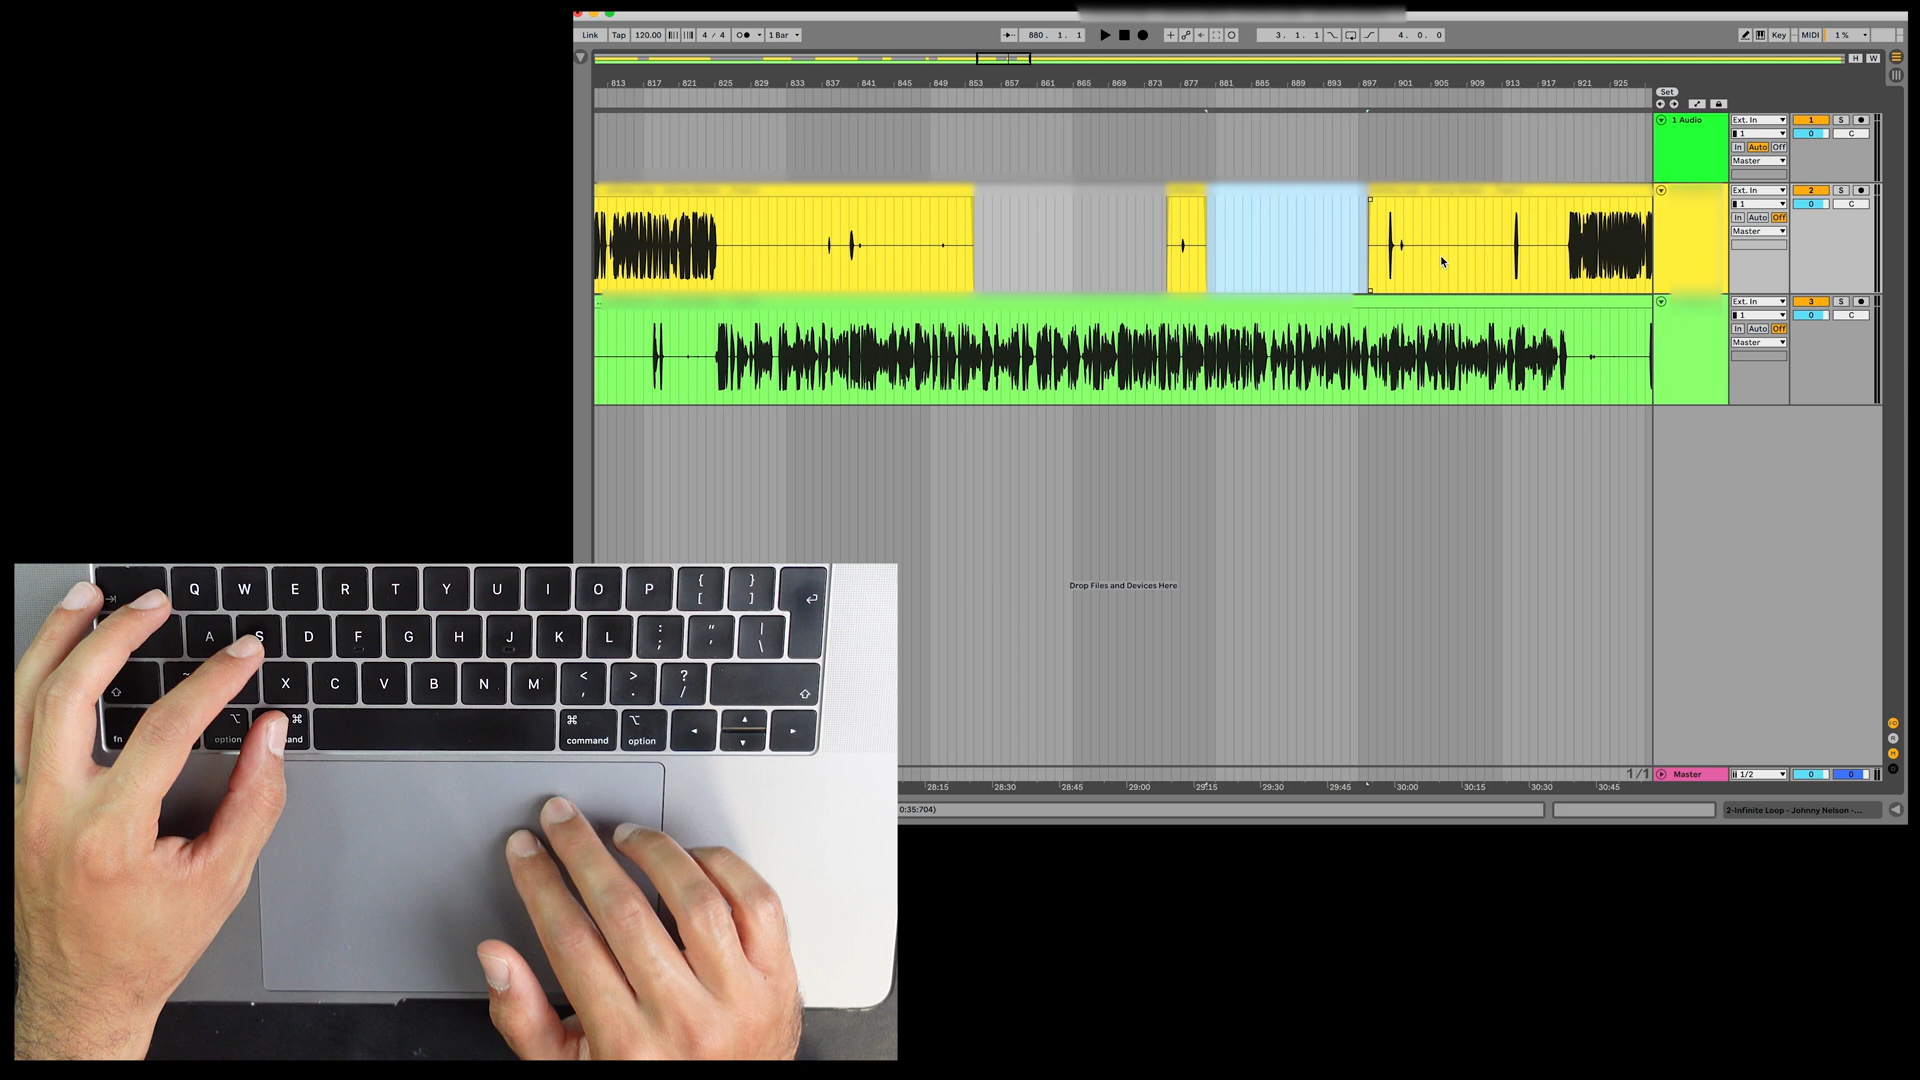 Link Tap 120.00 4 / 4 1 Bar 880. 1. 1 3. 1. 1 4. 0. 0 Key MIDI 1 %
H W
813 817 821 825 829 833 837 841 845 849 853 857 861 865 869 873 877 881 885 889 893 897 901 905 909 913 917 921 925
Set
1 Audio Ext. In 1 S
1 0 C
In Auto Off
Master
Ext. In 2 S
1 0 C
In Auto Off
Master
Ext. In 3 S
1 0 C
In Auto Off
Master
Drop Files and Devices Here
1/1 Master 1/2 0 0
28:15 28:30 28:45 29:00 29:15 29:30 29:45 30:00 30:15 30:30 30:45
0:35:704) 2-Infinite Loop - Johnny Nelson -...
Q W E R T Y U I O P { [ } ]
A S D F G H J K L : ; " ' | \
X C V B N M < , > . ? /
fn option ⌥ ⌘ and ⌘ command ⌥ option